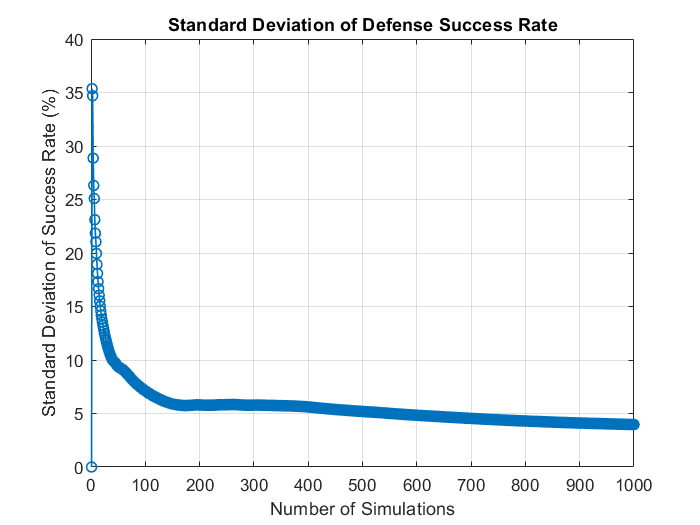 Standard Deviation of Defense Success Rate
Standard Deviation of Success Rate (%)
40
35
30
25
20
15
10
5
0
0 100 200 300 400 500 600 700 800 900 1000
Number of Simulations